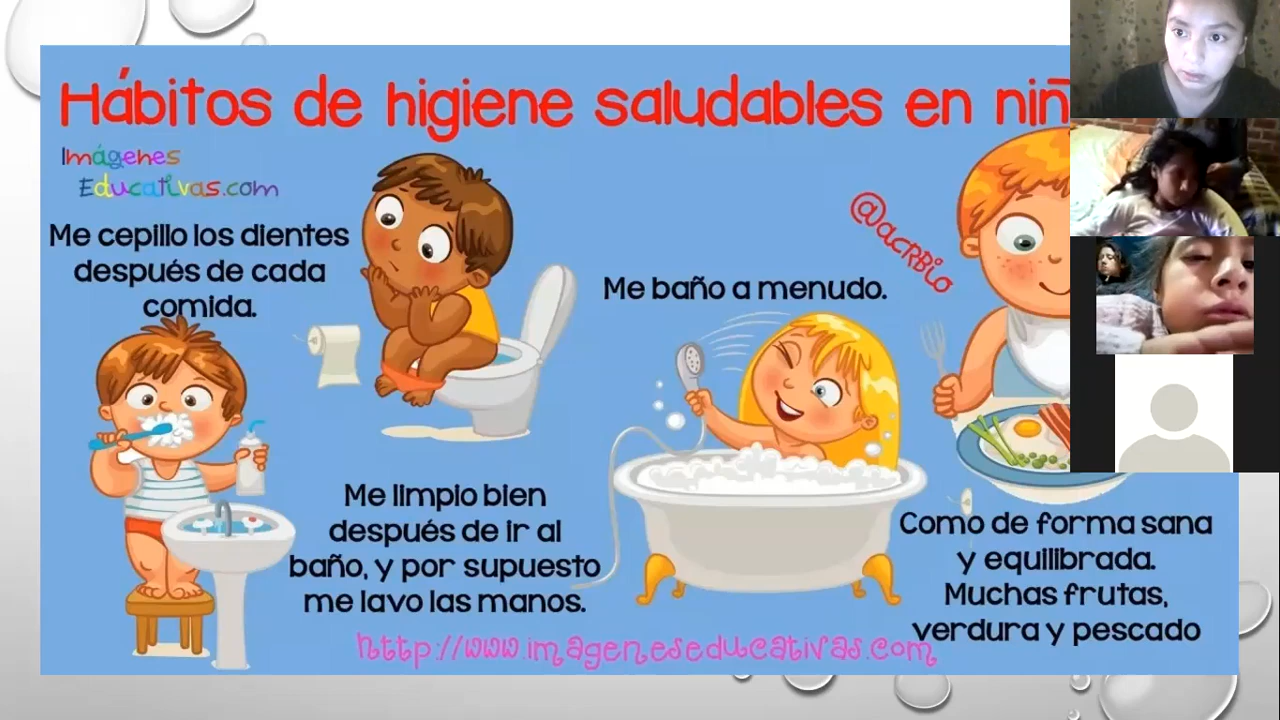 Hábitos de higiene saludables en niñ
Imágenes
Educativas.com
Me cepillo los dientes
después de cada
comida.
@acrbio
Me baño a menudo.
Me limpio bien
después de ir al
baño, y por supuesto
me lavo las manos.
Como de forma sana
y equilibrada.
Muchas frutas,
verdura y pescado
http://www.imageneseducativas.com